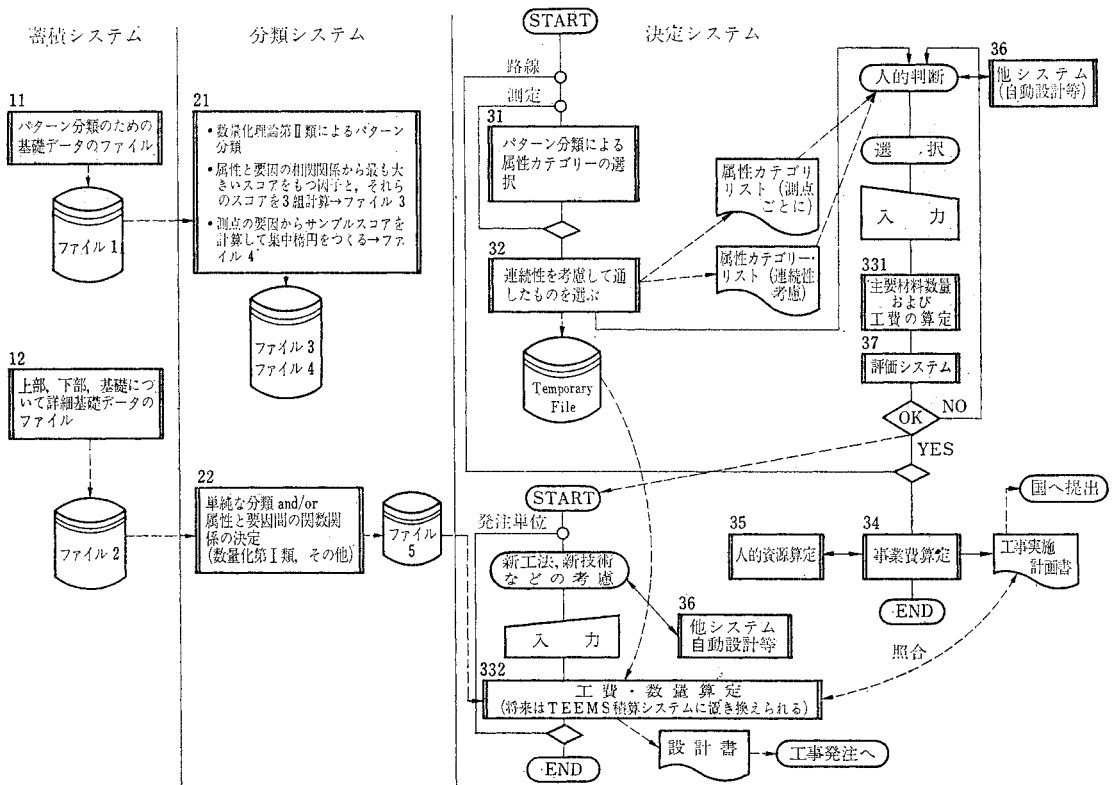 蓄積システム
分類システム
決定システム
11
パターン分類のための
基礎データのファイル
ファイル1
12
上部, 下部, 基礎につ
いて詳細基礎データの
ファイル
ファイル2
21
• 数量化理論第Ⅱ類によるパターン
分類
• 属性と要因の相関関係から最も大
きいスコアをもつ因子と, それら
のスコアを3組計算→ファイル3
• 測点の要因からサンプルスコアを
計算して集中楕円をつくる→ファ
イル4
ファイル3
ファイル4
22
単純な分類 and/or
属性と要因間の関数関
係の決定
(数量化第Ⅰ類, その他)
ファイル
5
START
路線
測定
31
パターン分類による
属性カテゴリーの選
択
32
連続性を考慮して通
したものを選ぶ
Temporary
File
属性カテゴリ
リスト (測点
ごとに)
属性カテゴリー・
リスト (連続性
考慮)
人的判断
36
他システム
(自動設計等)
選択
入力
331
主要材料数量
および
工費の算定
37
評価システム
OK
NO
YES
START
発注単位
新工法, 新技術
などの考慮
入力
36
他システム
自動設計等
332
工費・数量算定
(将来はTEEMS積算システムに置き換えられる)
END
設計書
工事発注へ
35
人的資源算定
34
事業費算定
END
工事実施
計画書
国へ提出
照合